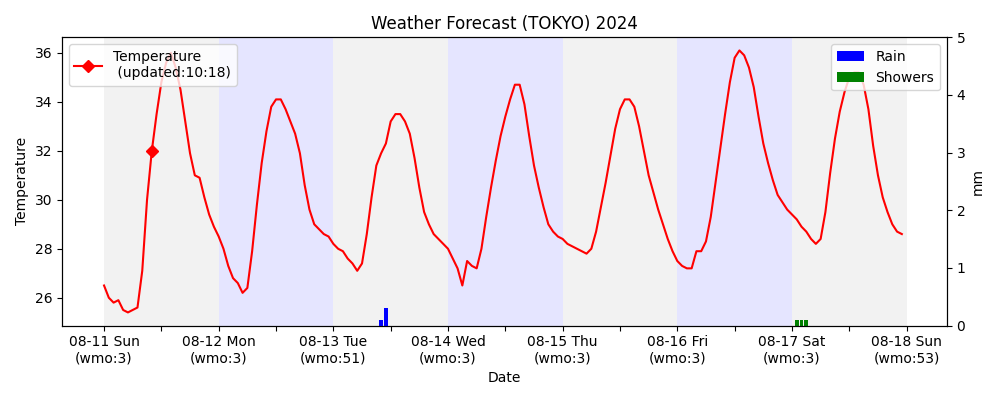 Weather Forecast (TOKYO) 2024
Temperature
(updated:10:18)
Rain
Showers
36
34
32
30
28
26
Temperature
5
4
3
2
1
0
mm
08-11 Sun
(wmo:3)
08-12 Mon
(wmo:3)
08-13 Tue
(wmo:51)
08-14 Wed
(wmo:3)
08-15 Thu
(wmo:3)
08-16 Fri
(wmo:3)
08-17 Sat
(wmo:3)
08-18 Sun
(wmo:53)
Date